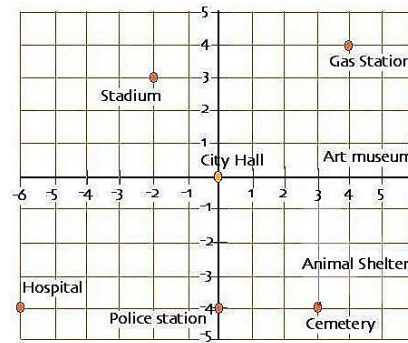 5
4
Gas Station
3
Stadium
2
1
City Hall
Art museum
-6 -5 -4 -3 -2 1 2 3 4 5
-1
-2
Animal Shelter
-3
Hospital
Police station -4
Cemetery
-5